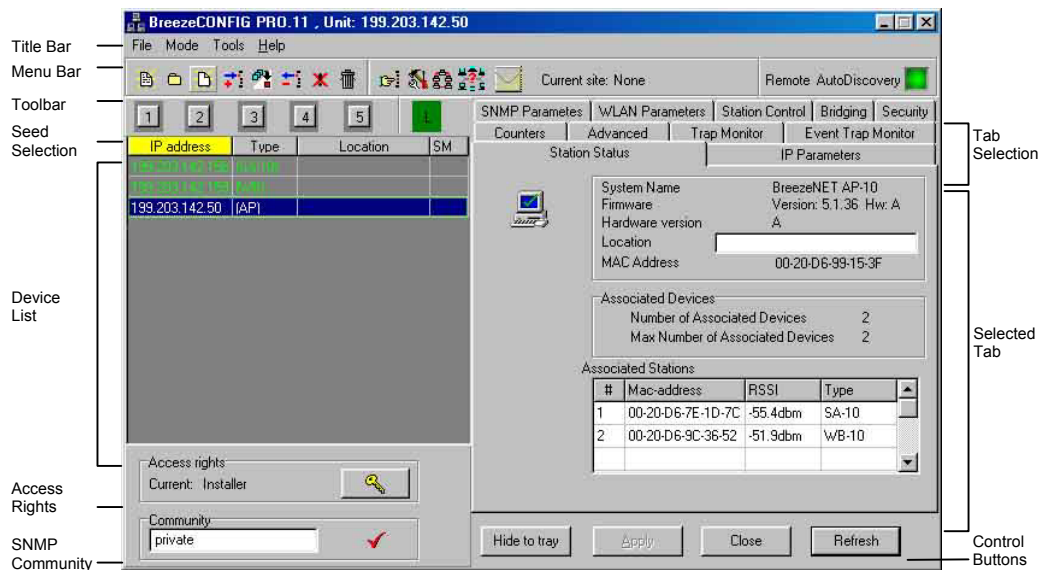 BreezeCONFIG PRO.11 , Unit: 199.203.142.50
Title Bar
File Mode Tools Help
Menu Bar
Current site: None
Remote AutoDiscovery
Toolbar
1 2 3 4 5 L
Seed
Selection
SNMP Parametes WLAN Parameters Station Control Bridging Security
Counters Advanced Trap Monitor Event Trap Monitor
Station Status IP Parameters
Tab
Selection
IP address Type Location SM
199.203.142.50 (AP)
System Name BreezeNET AP-10
Firmware Version: 5.1.36 Hw: A
Hardware version A
Location
MAC Address 00-20-D6-99-15-3F
Device
List
Associated Devices
Number of Associated Devices 2
Max Number of Associated Devices 2
Selected
Tab
Associated Stations
# Mac-address RSSI Type
1 00-20-D6-7E-1D-7C -55.4dbm SA-10
2 00-20-D6-9C-36-52 -51.9dbm WB-10
Access rights
Current: Installer
Access
Rights
Community
private
SNMP
Community
Hide to tray Apply Close Refresh
Control
Buttons